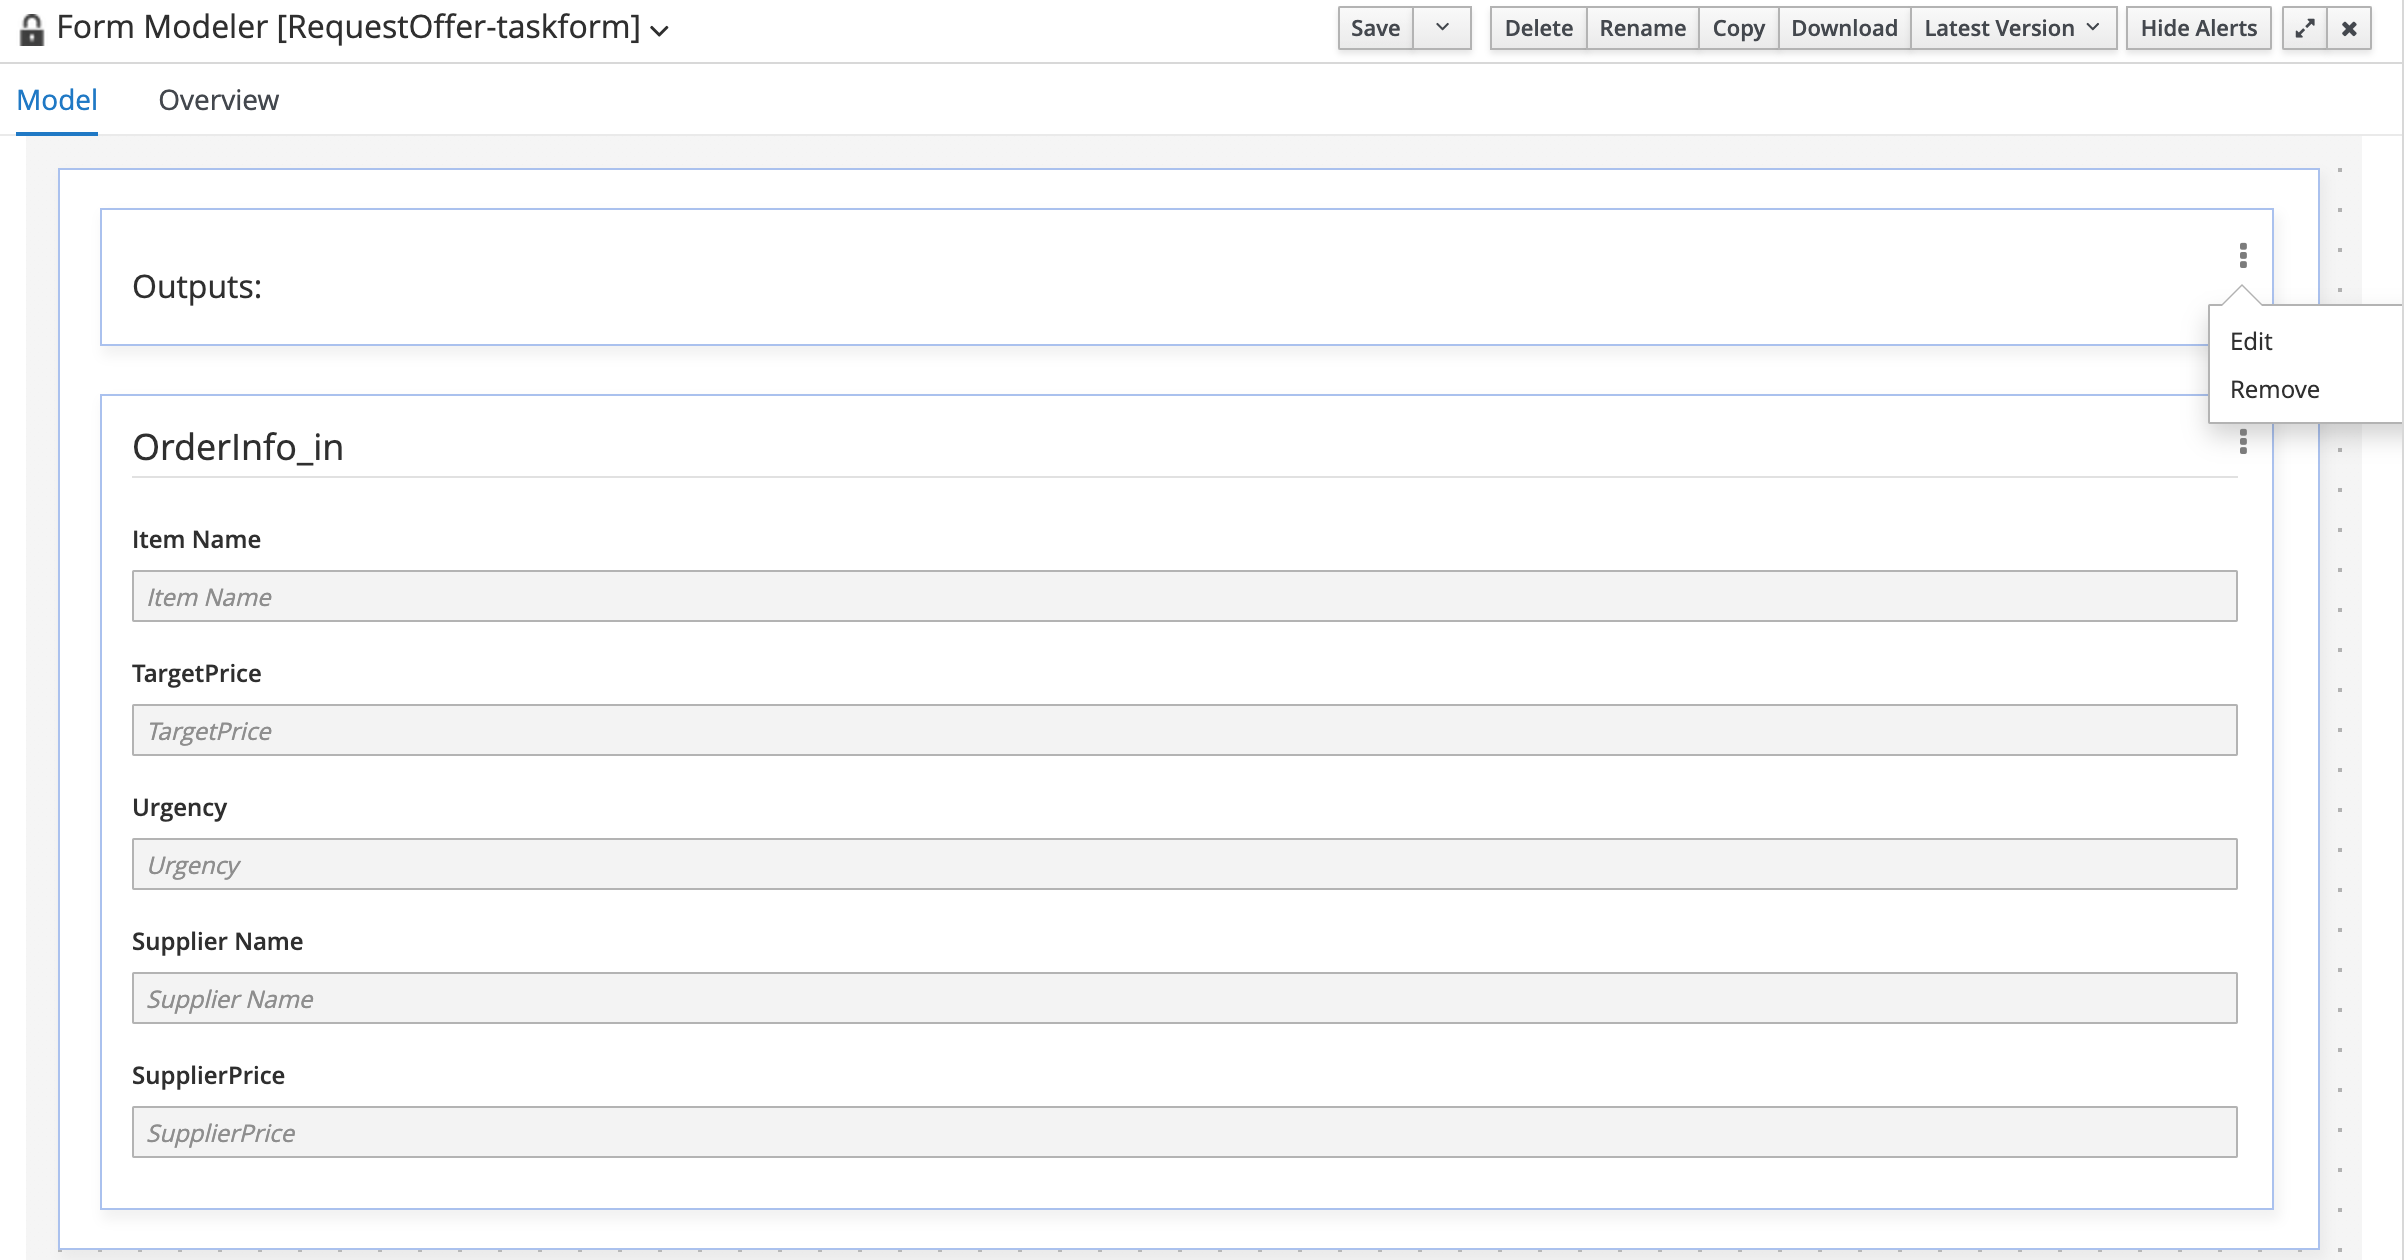 Form Modeler [RequestOffer-taskform]
Save Delete Rename Copy Download Latest Version Hide Alerts
Model Overview
Outputs:
Edit
Remove
OrderInfo_in
Item Name
Item Name
TargetPrice
TargetPrice
Urgency
Urgency
Supplier Name
Supplier Name
SupplierPrice
SupplierPrice